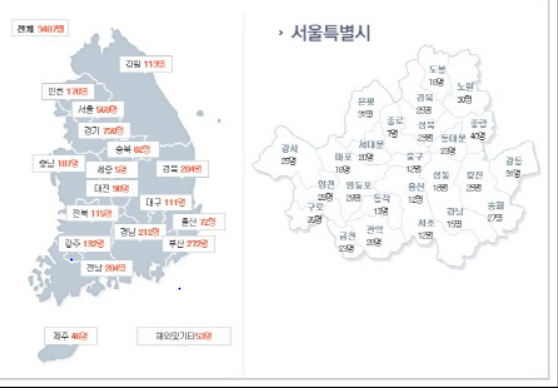 전체 3407명
강원 113명
인천 176명
서울 560명
경기 750명
충북 82명
충남 107명
세종 5명
경북 204명
대전 90명
대구 111명
전북 115명
울산 72명
경남 212명
광주 132명
부산 272명
전남 204명
제주 46명
해외및기타53명
› 서울특별시
도봉
18명
노원
30명
은평
31명
종로
7명
성북
중랑
40명
강서
서대문
20명
동대문
23명
마포
18명
중구
12명
성동
18명
광진
25명
강동
31명
양천
영등포
용산
12명
동작
13명
구로
송파
27명
강남
15명
서초
12명
관악
금천
23명